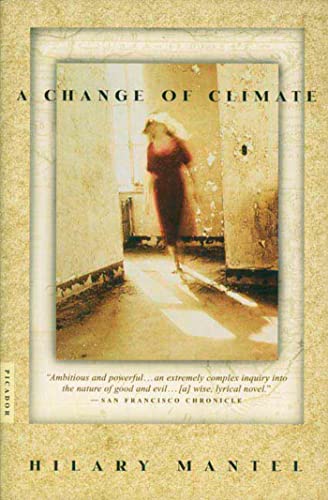 A CHANGE OF CLIMATE
"Ambitious and powerful...an extremely complex inquiry into
the nature of good and evil...[a] wise, lyrical novel."
—SAN FRANCISCO CHRONICLE
PICADOR
HILARY MANTEL